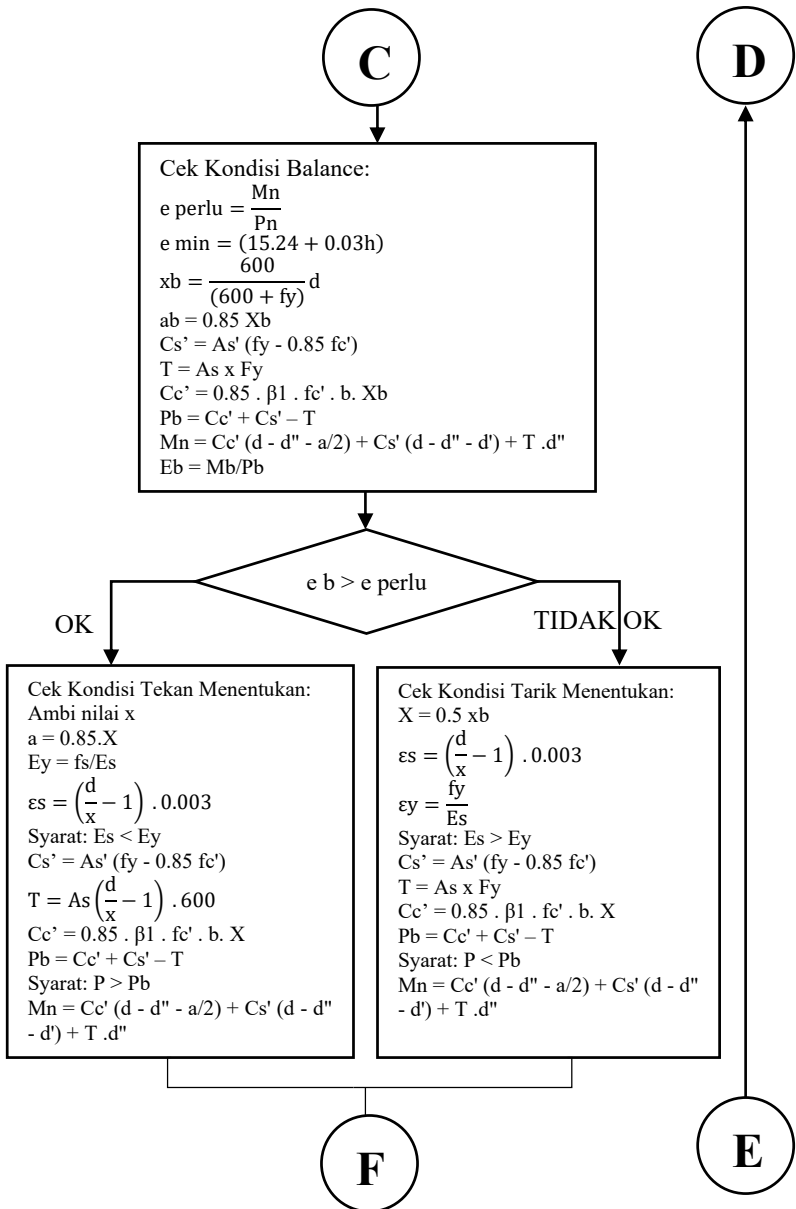 C
D
Cek Kondisi Balance:
e perlu = Mn/Pn
e min = (15.24 + 0.03h)
xb = 600/(600 + fy) d
ab = 0.85 Xb
Cs’ = As' (fy - 0.85 fc')
T = As x Fy
Cc’ = 0.85 . β1 . fc' . b. Xb
Pb = Cc' + Cs' – T
Mn = Cc' (d - d" - a/2) + Cs' (d - d" - d') + T .d"
Eb = Mb/Pb
e b > e perlu
OK
TIDAK OK
Cek Kondisi Tekan Menentukan:
Ambi nilai x
a = 0.85.X
Ey = fs/Es
εs = (d/x − 1) . 0.003
Syarat: Es < Ey
Cs’ = As' (fy - 0.85 fc')
T = As (d/x − 1) . 600
Cc’ = 0.85 . β1 . fc' . b. X
Pb = Cc' + Cs' – T
Syarat: P > Pb
Mn = Cc' (d - d" - a/2) + Cs' (d - d"
- d') + T .d"
Cek Kondisi Tarik Menentukan:
X = 0.5 xb
εs = (d/x − 1) . 0.003
εy = fy/Es
Syarat: Es > Ey
Cs’ = As' (fy - 0.85 fc')
T = As x Fy
Cc’ = 0.85 . β1 . fc' . b. X
Pb = Cc' + Cs' – T
Syarat: P < Pb
Mn = Cc' (d - d" - a/2) + Cs' (d - d"
- d') + T .d"
F
E